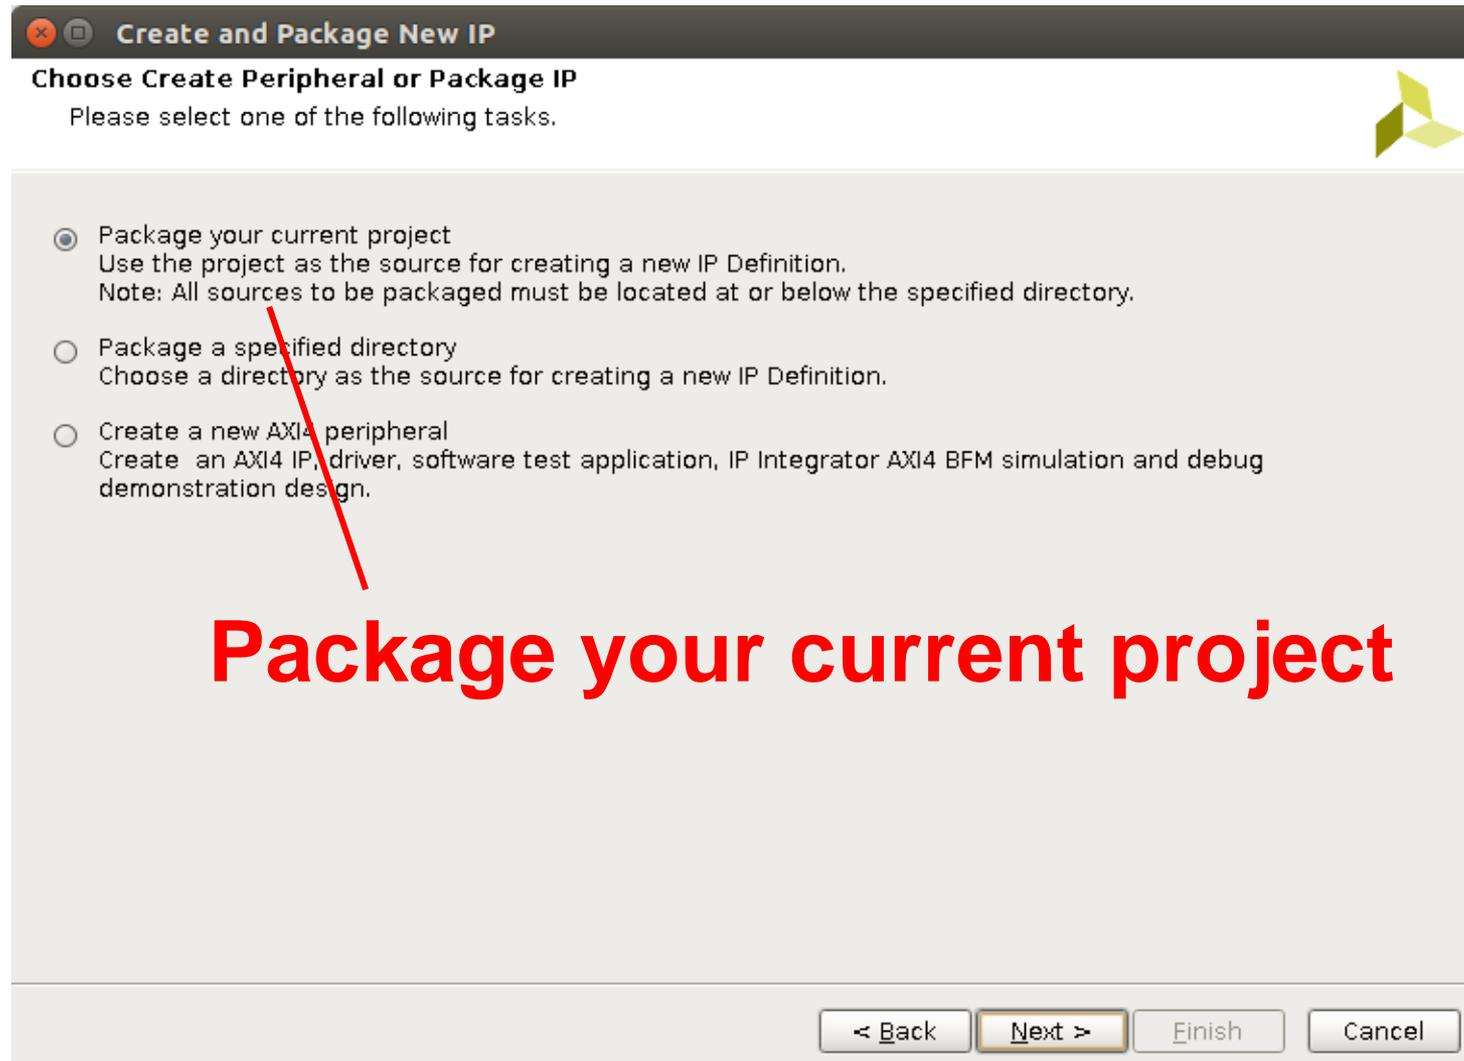 Create and Package New IP
Choose Create Peripheral or Package IP
Please select one of the following tasks.
Package your current project
Use the project as the source for creating a new IP Definition.
Note: All sources to be packaged must be located at or below the specified directory.
Package a specified directory
Choose a directory as the source for creating a new IP Definition.
Create a new AXI4 peripheral
Create  an AXI4 IP, driver, software test application, IP Integrator AXI4 BFM simulation and debug
demonstration design.
Package your current project
< Back Next > Finish Cancel